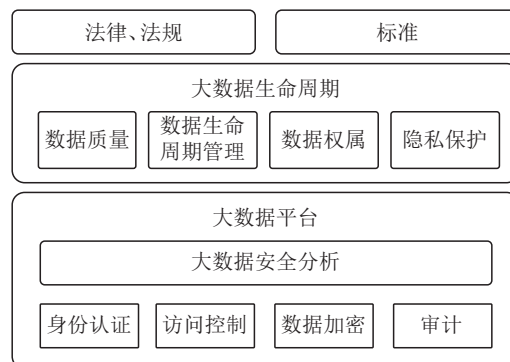 法律、法规
标准
大数据生命周期
数据质量
数据生命
周期管理
数据权属
隐私保护
大数据平台
大数据安全分析
身份认证
访问控制
数据加密
审计